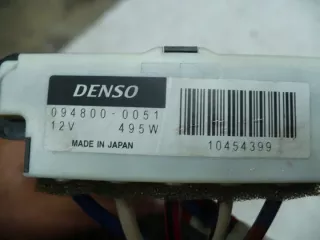 DENSO
094800-0051
12V 495W
MADE IN JAPAN
10454399